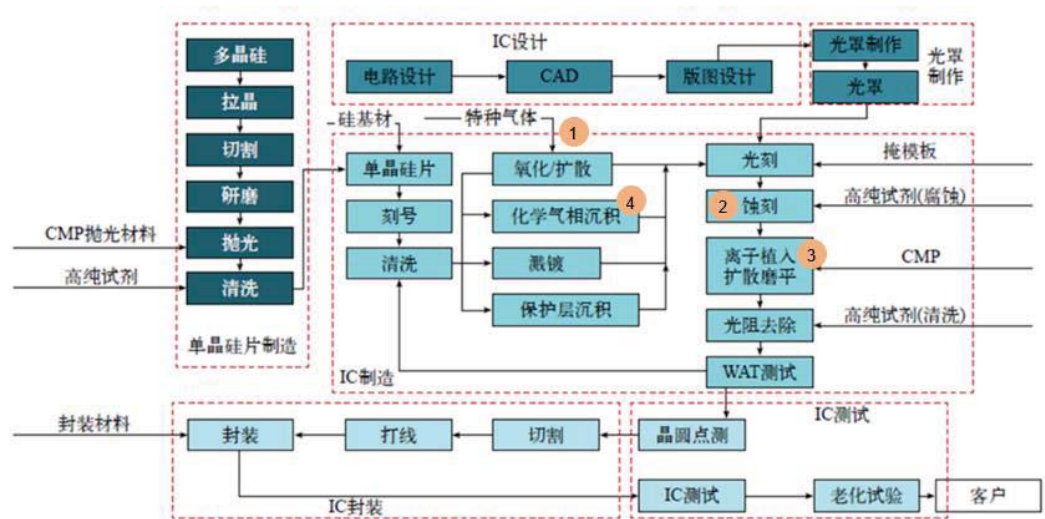 多晶硅
拉晶
切割
研磨
抛光
清洗
CMP抛光材料
高纯试剂
单晶硅片制造
IC设计
电路设计
CAD
版图设计
光罩制作
光罩
光罩
制作
硅基材
特种气体
1
单晶硅片
刻号
清洗
氧化/扩散
化学气相沉积
4
溅镀
保护层沉积
光刻
2
蚀刻
离子植入
扩散磨平
3
光阻去除
WAT测试
掩模板
高纯试剂(腐蚀)
CMP
高纯试剂(清洗)
IC制造
封装材料
封装
打线
切割
晶圆点测
IC测试
IC封装
IC测试
老化试验
客户